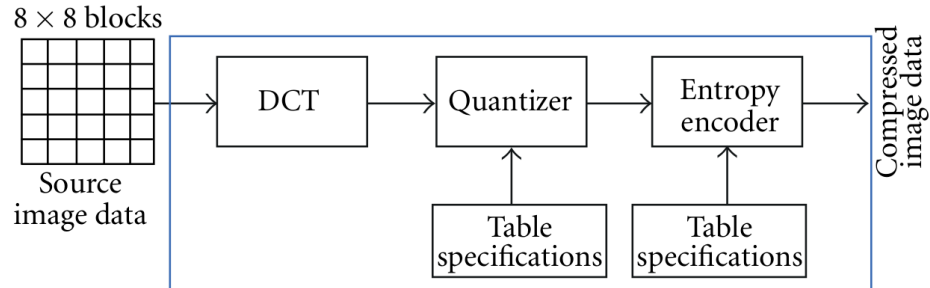 8 × 8 blocks
Source
image data
DCT
Quantizer
Entropy
encoder
Table
specifications
Table
specifications
Compressed
image data